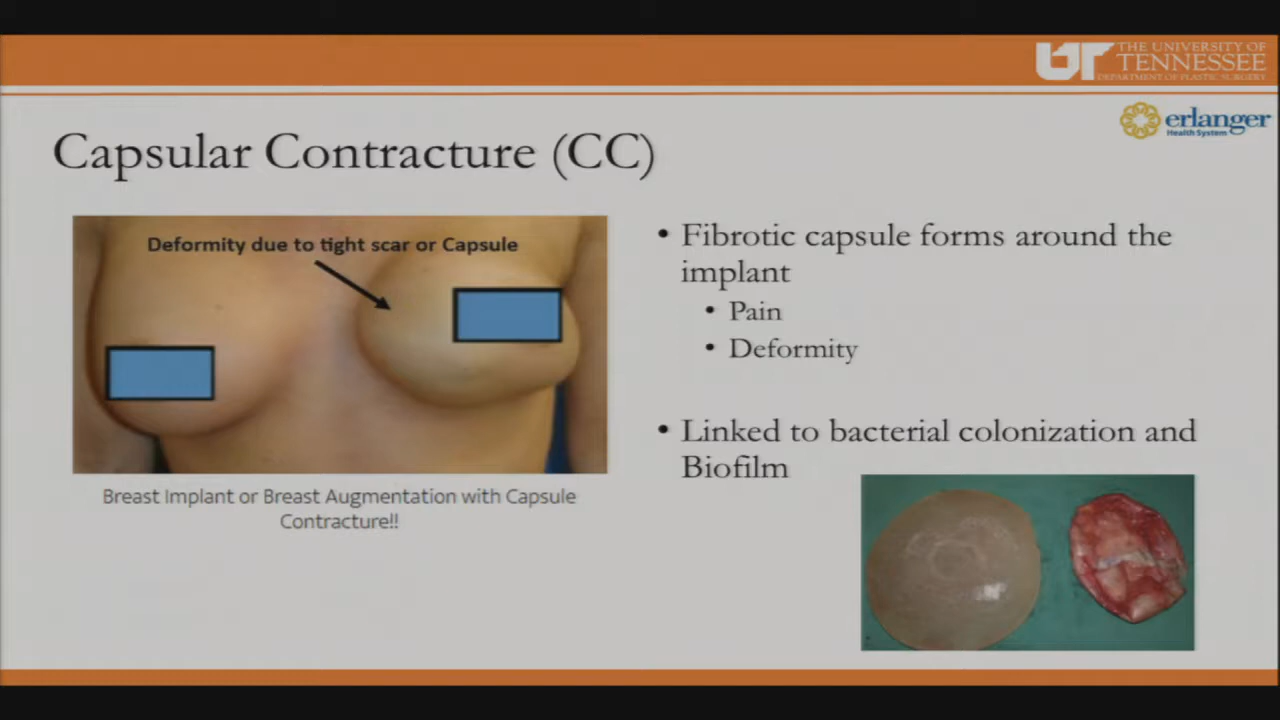 THE UNIVERSITY OF
TENNESSEE
DEPARTMENT OF PLASTIC SURGERY
erlanger
Health System
Capsular Contracture (CC)
Deformity due to tight scar or Capsule
Breast Implant or Breast Augmentation with Capsule
Contracture!!
• Fibrotic capsule forms around the
implant
• Pain
• Deformity
• Linked to bacterial colonization and
Biofilm